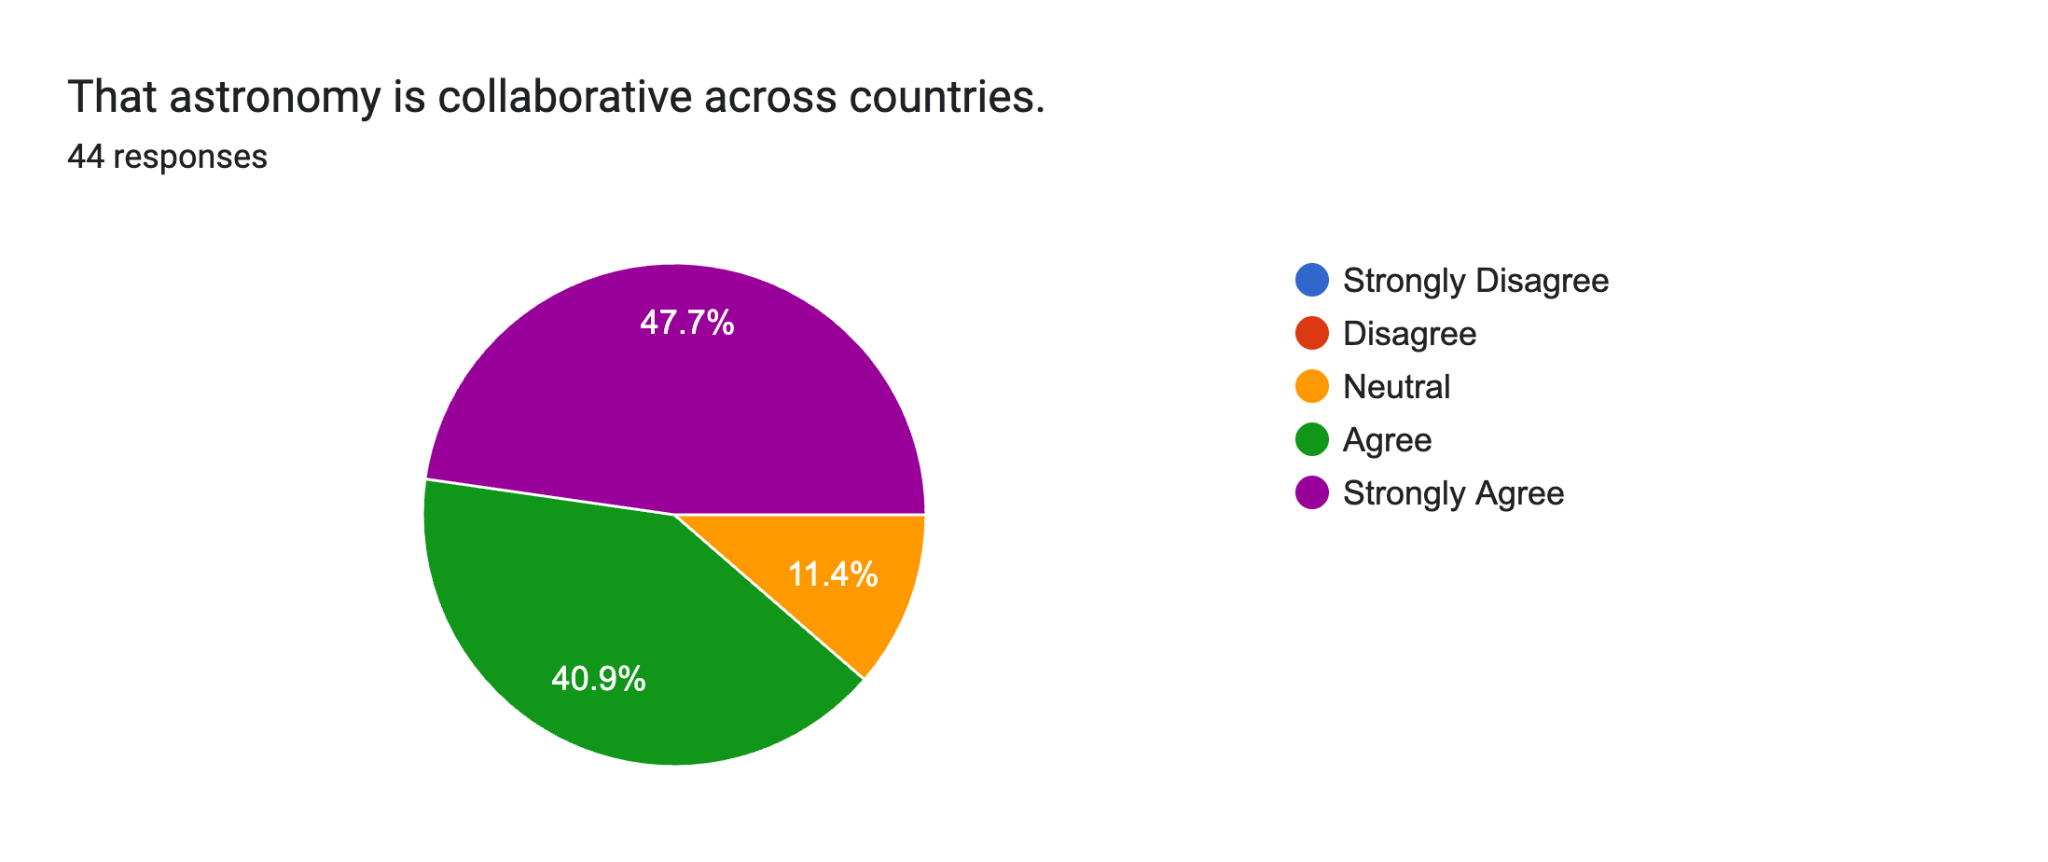 That astronomy is collaborative across countries.
44 responses
47.7%
11.4%
40.9%
Strongly Disagree
Disagree
Neutral
Agree
Strongly Agree